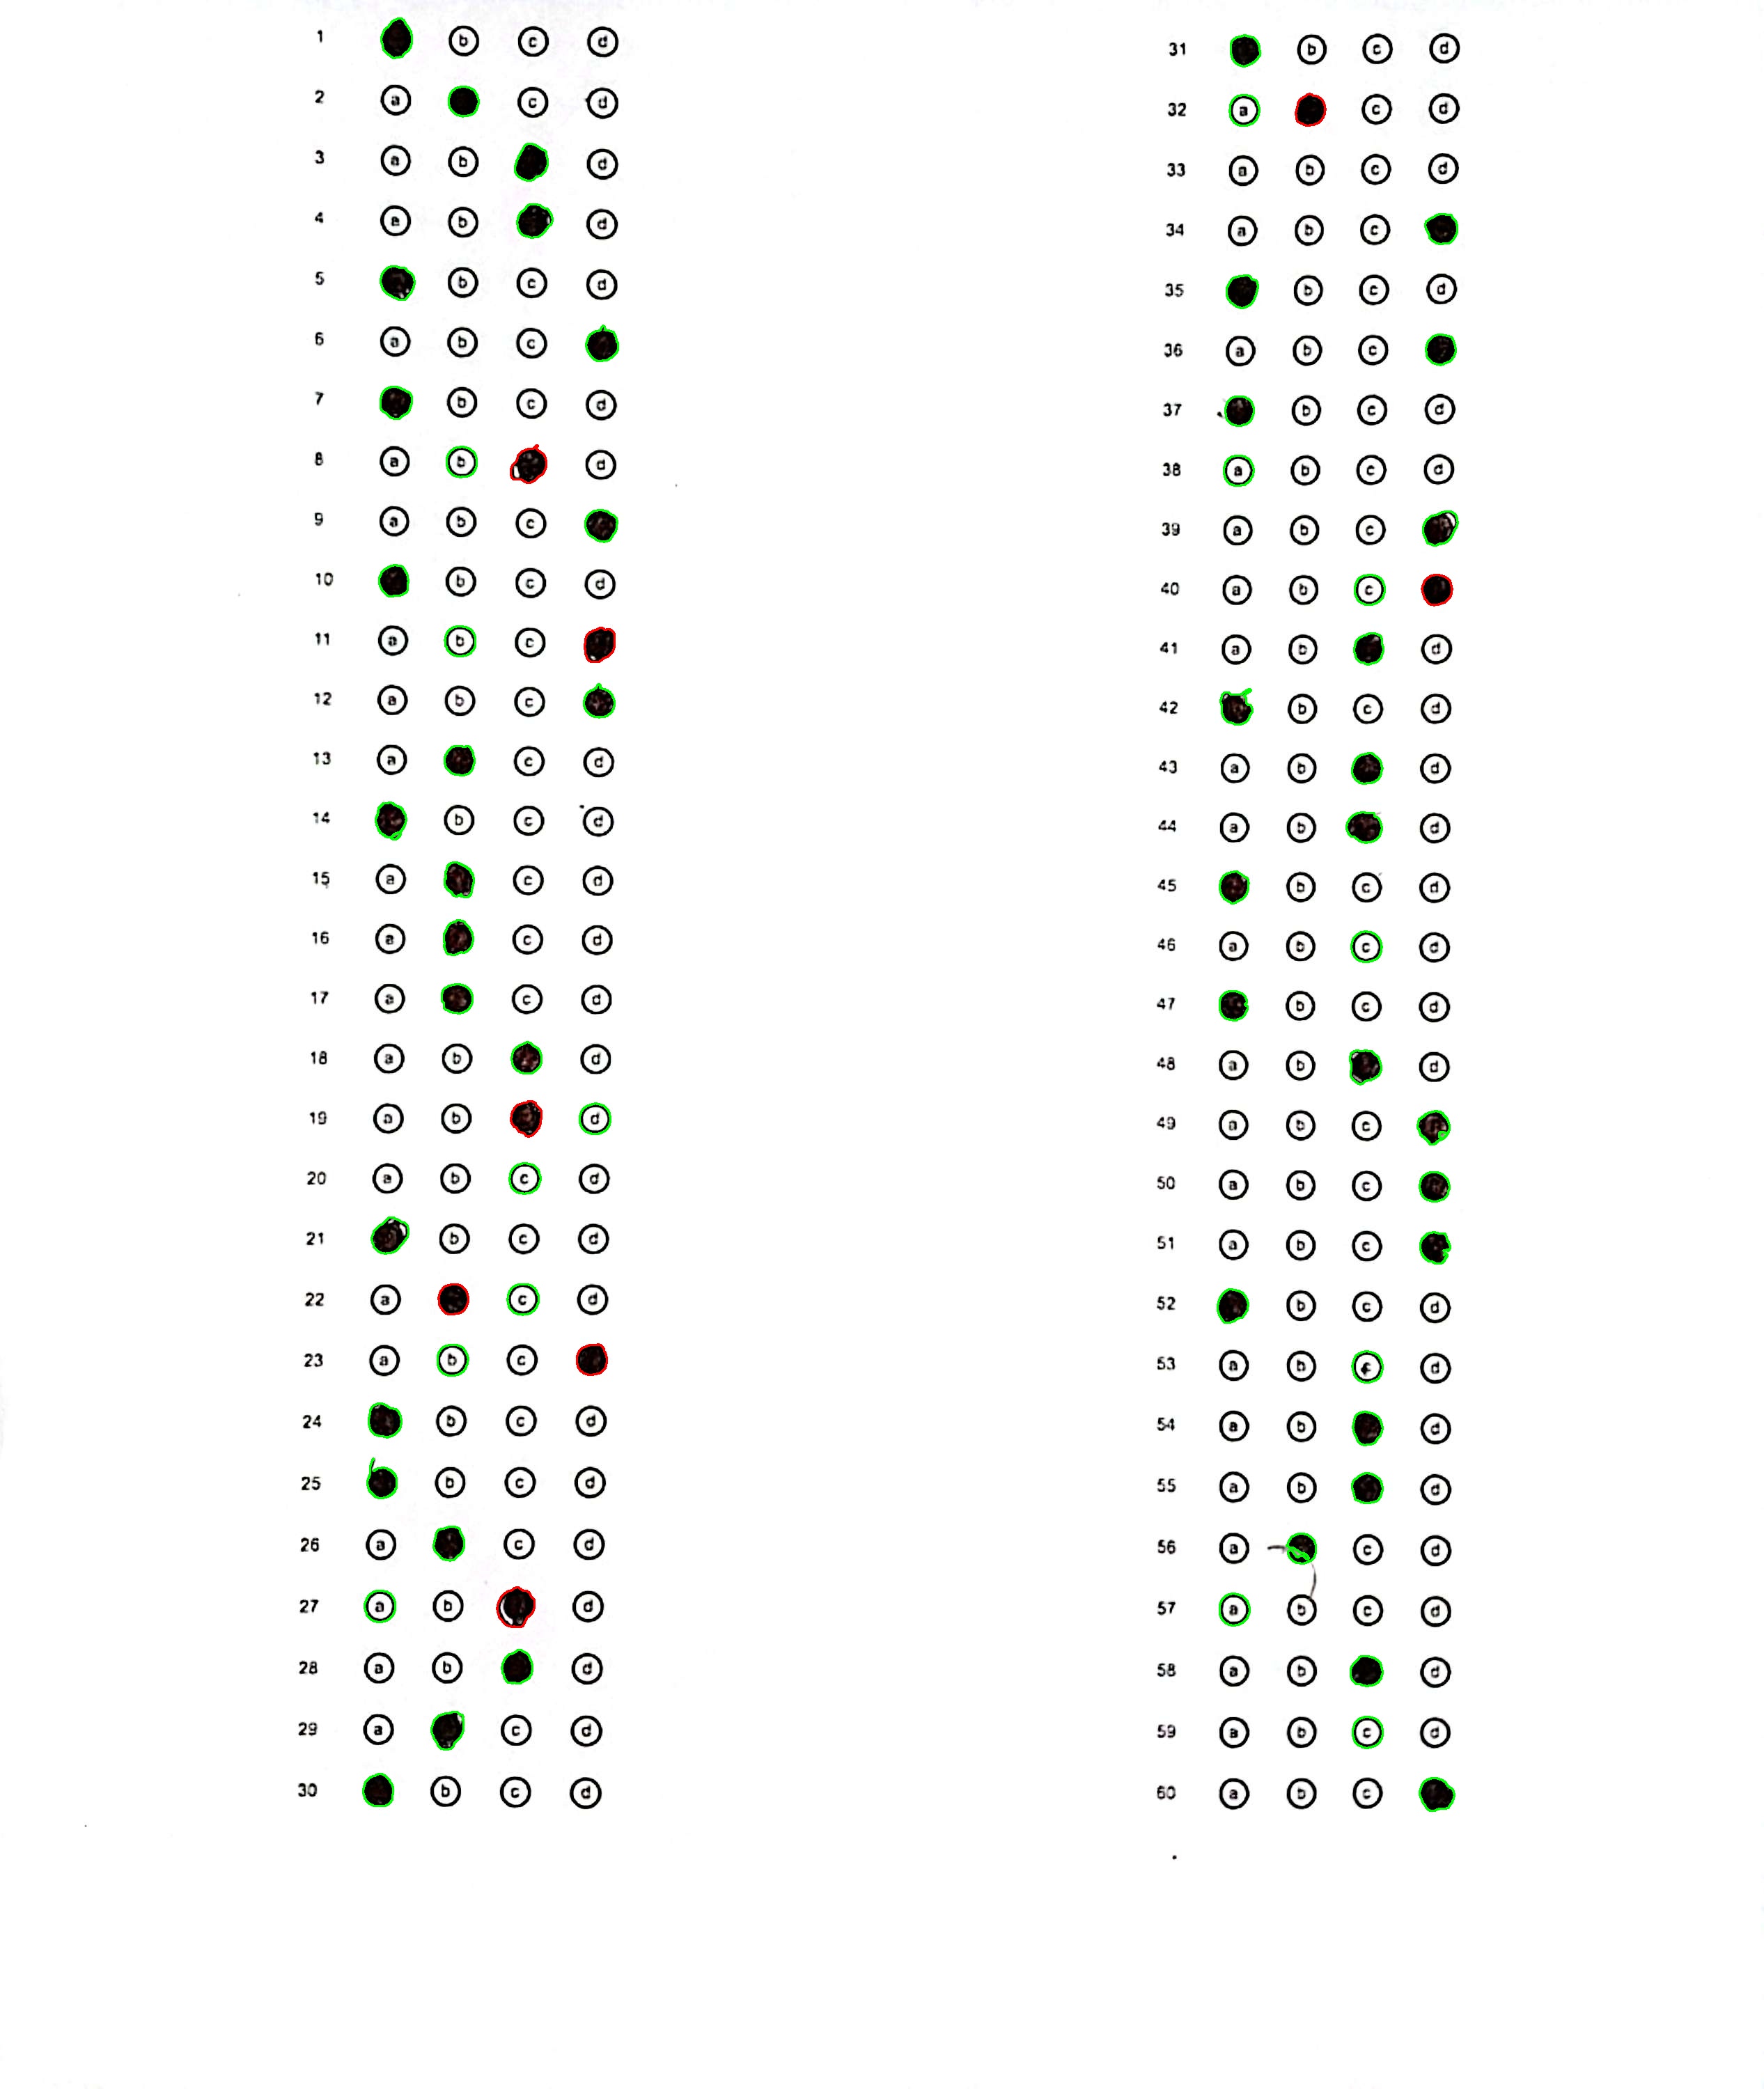 1 b c d
2 a c d
3 a b d
4 a b d
5 b c d
6 a b c
7 b c d
8 a b d
9 a b c
10 b c d
11 a b c
12 a b c
13 a c d
14 b c d
15 a c d
16 a c d
17 a c d
18 a b d
19 a b d
20 a b c d
21 b c d
22 a c d
23 a b c
24 b c d
25 b c d
26 a c d
27 a b d
28 a b d
29 a c d
30 b c d
31 b c d
32 a c d
33 a b c d
34 a b c
35 b c d
36 a b c
37 b c d
38 a b c d
39 a b c
40 a b c
41 a b d
42 b c d
43 a b d
44 a b d
45 b c d
46 a b c d
47 b c d
48 a b d
49 a b c
50 a b c
51 a b c
52 b c d
53 a b c d
54 a b d
55 a b d
56 a c d
57 a b c d
58 a b d
59 a b c d
60 a b c